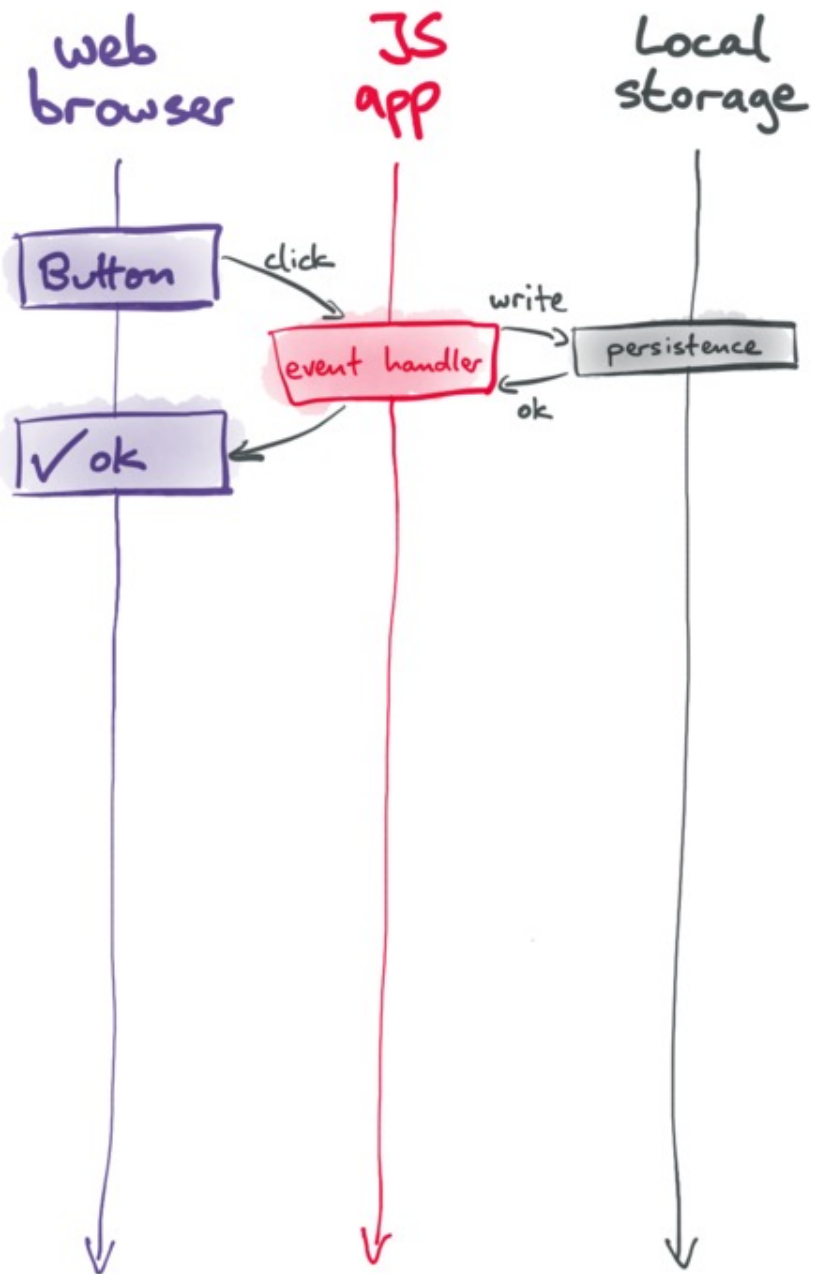 web
browser
JS
app
Local
storage
Button
click
event handler
write
persistence
ok
✓ ok